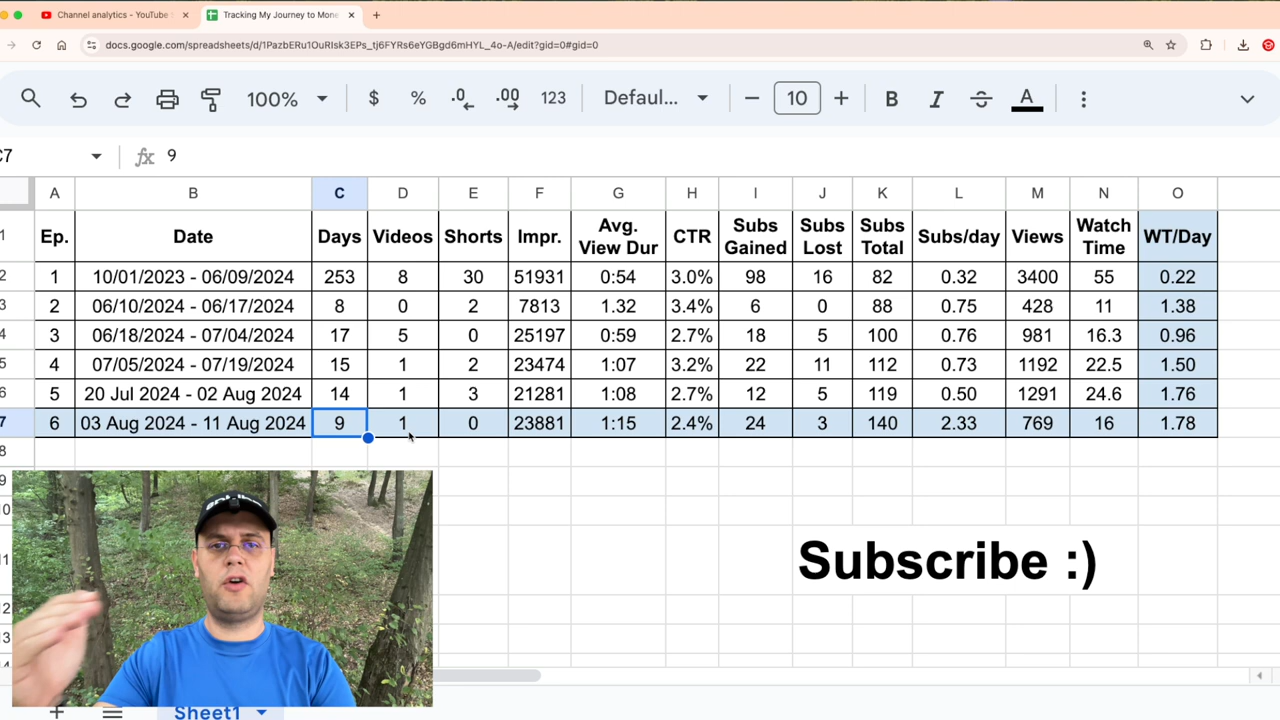 Channel analytics - YouTube
Tracking My Journey to Mone
docs.google.com/spreadsheets/d/1PazbERu1OuRIsk3EPs_tj6FYRs6eYGBgd6mHYL_4o-A/edit?gid=0#gid=0
100% $ % .0 .00 123 Defaul... 10 B I S A
C7 fx 9
A B C D E F G H I J K L M N O
1 Ep. Date Days Videos Shorts Impr. Avg. View Dur CTR Subs Gained Subs Lost Subs Total Subs/day Views Watch Time WT/Day
2 1 10/01/2023 - 06/09/2024 253 8 30 51931 0:54 3.0% 98 16 82 0.32 3400 55 0.22
3 2 06/10/2024 - 06/17/2024 8 0 2 7813 1.32 3.4% 6 0 88 0.75 428 11 1.38
4 3 06/18/2024 - 07/04/2024 17 5 0 25197 0:59 2.7% 18 5 100 0.76 981 16.3 0.96
5 4 07/05/2024 - 07/19/2024 15 1 2 23474 1:07 3.2% 22 11 112 0.73 1192 22.5 1.50
6 5 20 Jul 2024 - 02 Aug 2024 14 1 3 21281 1:08 2.7% 12 5 119 0.50 1291 24.6 1.76
7 6 03 Aug 2024 - 11 Aug 2024 9 1 0 23881 1:15 2.4% 24 3 140 2.33 769 16 1.78
8
9
10
11 Subscribe :)
12
13
14
Sheet1